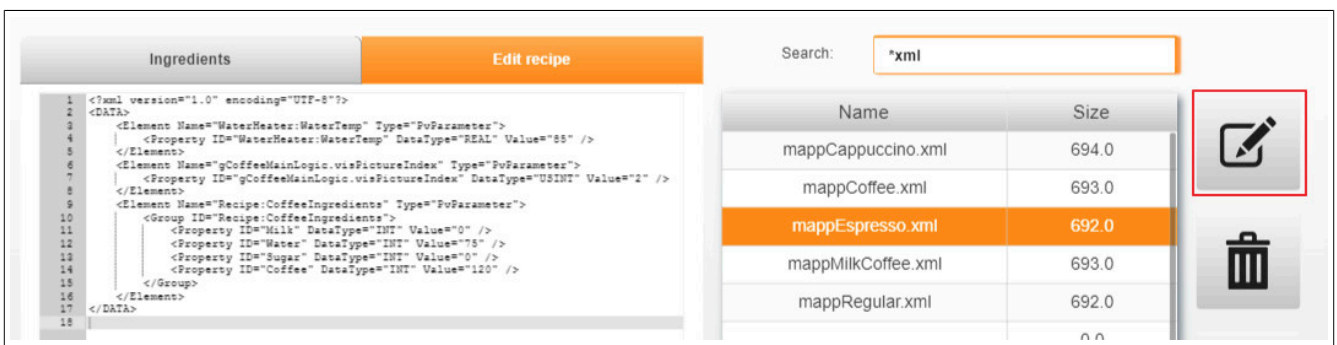 Ingredients
Edit recipe
1 <?xml version="1.0" encoding="UTF-8"?>
2 <DATA>
3 <Element Name="WaterHeater:WaterTemp" Type="PvParameter">
4 <Property ID="WaterHeater:WaterTemp" DataType="REAL" Value="85" />
5 </Element>
6 <Element Name="gCoffeeMainLogic.visPictureIndex" Type="PvParameter">
7 <Property ID="gCoffeeMainLogic.visPictureIndex" DataType="USINT" Value="2" />
8 </Element>
9 <Element Name="Recipe:CoffeeIngredients" Type="PvParameter">
10 <Group ID="Recipe:CoffeeIngredients">
11 <Property ID="Milk" DataType="INT" Value="0" />
12 <Property ID="Water" DataType="INT" Value="75" />
13 <Property ID="Sugar" DataType="INT" Value="0" />
14 <Property ID="Coffee" DataType="INT" Value="120" />
15 </Group>
16 </Element>
17 </DATA>
18
Search: *xml
Name Size
mappCappuccino.xml 694.0
mappCoffee.xml 693.0
mappEspresso.xml 692.0
mappMilkCoffee.xml 693.0
mappRegular.xml 692.0
0.0